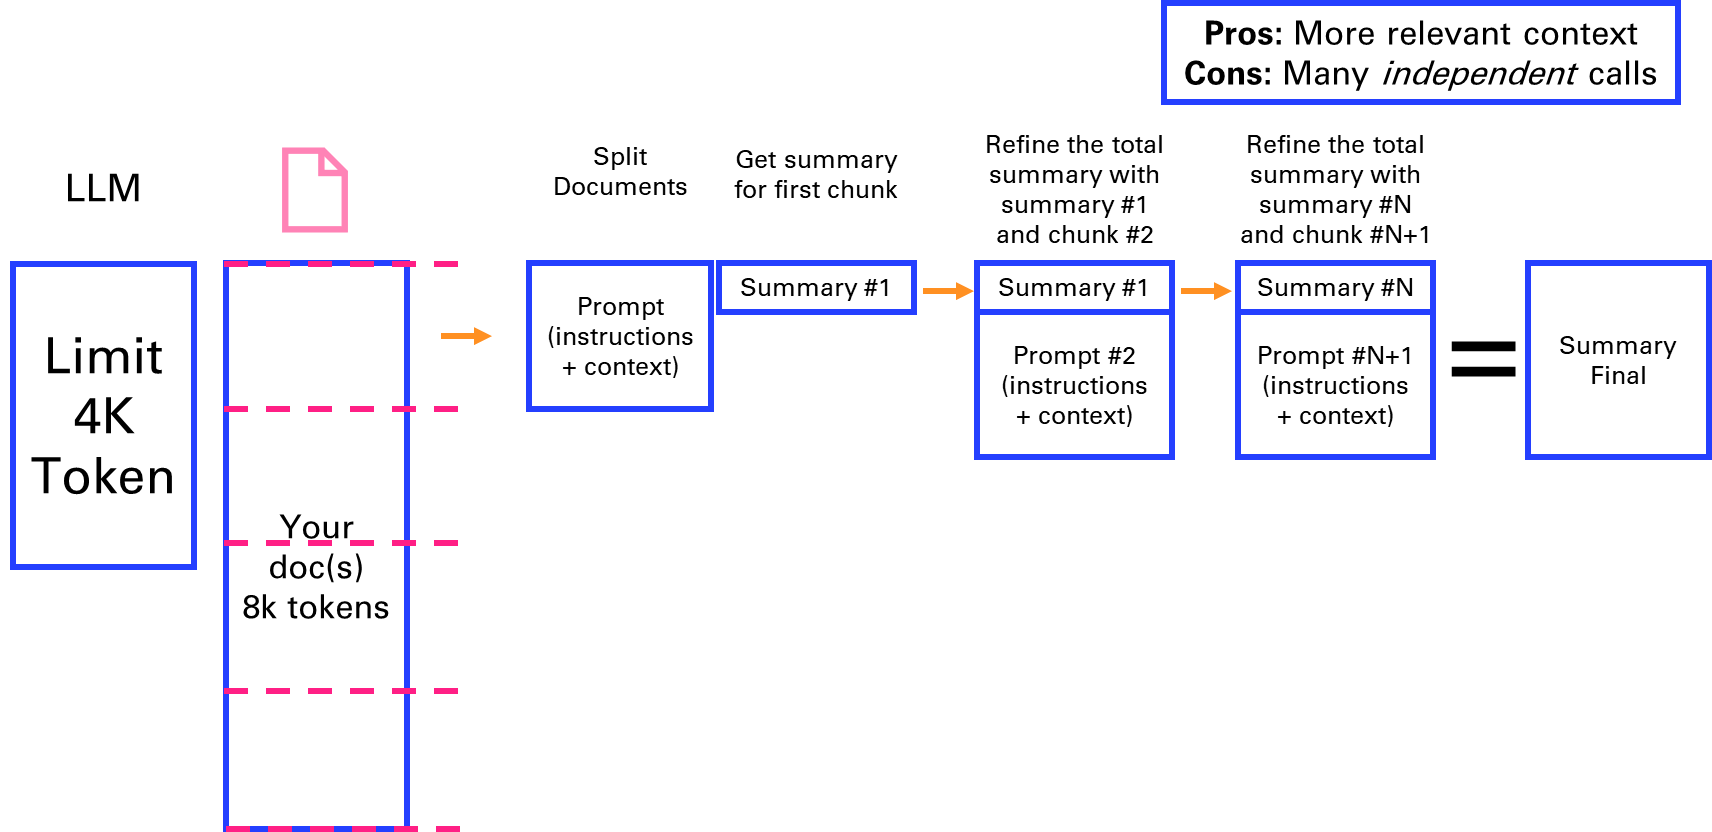 Pros: More relevant context
Cons: Many independent calls
LLM
Limit
4K
Token
Your
doc(s)
8k tokens
Split
Documents
Prompt
(instructions
+ context)
Get summary
for first chunk
Summary #1
Refine the total
summary with
summary #1
and chunk #2
Summary #1
Prompt #2
(instructions
+ context)
Refine the total
summary with
summary #N
and chunk #N+1
Summary #N
Prompt #N+1
(instructions
+ context)
=
Summary
Final